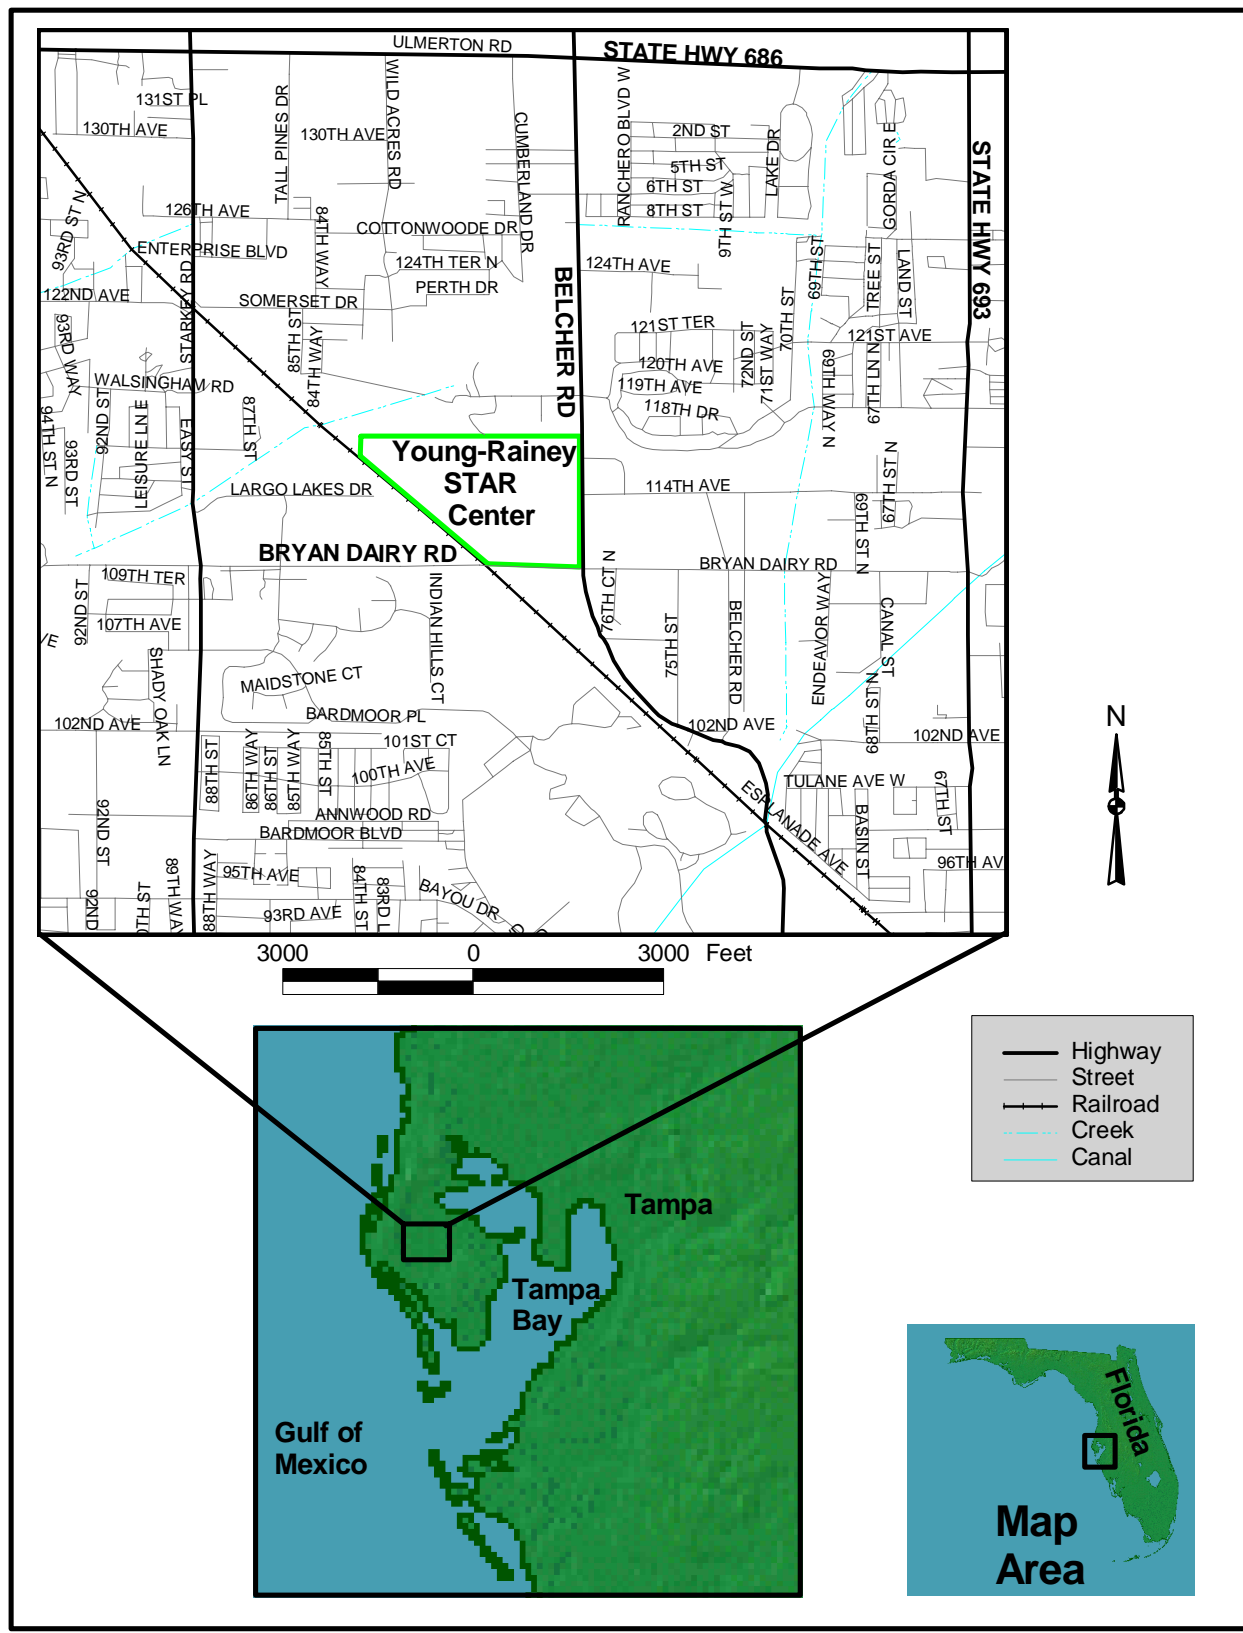 ULMERTON RD
STATE HWY 686
131ST PL
130TH AVE
TALL PINES DR
130TH AVE
WILD ACRES RD
CUMBERLAND DR
RANCHERO BLVD W
2ND ST
5TH ST
6TH ST
8TH ST
9TH ST W
LAKE DR
GORDA CIR E
STATE HWY 693
93RD ST N
126TH AVE
ENTERPRISE BLVD
84TH WAY
COTTONWOODE DR
124TH TER N
PERTH DR
BELCHER RD
124TH AVE
69TH ST
TREE ST
LAND ST
122ND AVE
STARKEY RD
SOMERSET DR
85TH ST
84TH WAY
121ST TER
120TH AVE
119TH AVE
118TH DR
72ND ST
71ST WAY
70TH ST
121ST AVE
69TH WAY N
67TH LN N
93RD WAY
WALSINGHAM RD
94TH ST N
93RD ST
92ND ST
LEISURE LN E
EASY ST
87TH ST
Young-Rainey
STAR
Center
LARGO LAKES DR
114TH AVE
69TH ST N
67TH ST N
BRYAN DAIRY RD
BRYAN DAIRY RD
109TH TER
92ND ST
107TH AVE
VE
INDIAN HILLS CT
76TH CT N
75TH ST
BELCHER RD
ENDEAVOR WAY
CANAL ST
SHADY OAK LN
MAIDSTONE CT
BARDMOOR PL
102ND AVE
102ND AVE
68TH ST N
102ND AVE
88TH ST
86TH WAY
86TH ST
85TH WAY
85TH ST
101ST CT
100TH AVE
ESPLANADE AVE
TULANE AVE W
BASIN ST
67TH ST
92ND ST
ANNWOOD RD
BARDMOOR BLVD
96TH AV
92ND
0TH ST
89TH WAY
88TH WAY
95TH AVE
93RD AVE
84TH ST
83RD L
BAYOU DR
D
N
3000 0 3000 Feet
Highway
Street
Railroad
Creek
Canal
Tampa
Tampa
Bay
Gulf of
Mexico
Florida
Map
Area